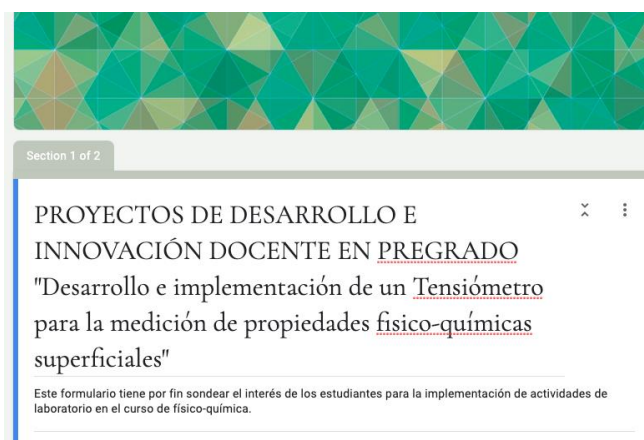 Section 1 of 2
PROYECTOS DE DESARROLLO E
INNOVACIÓN DOCENTE EN PREGRADO
"Desarrollo e implementación de un Tensiómetro
para la medición de propiedades fisico-químicas
superficiales"
Este formulario tiene por fin sondear el interés de los estudiantes para la implementación de actividades de
laboratorio en el curso de físico-química.